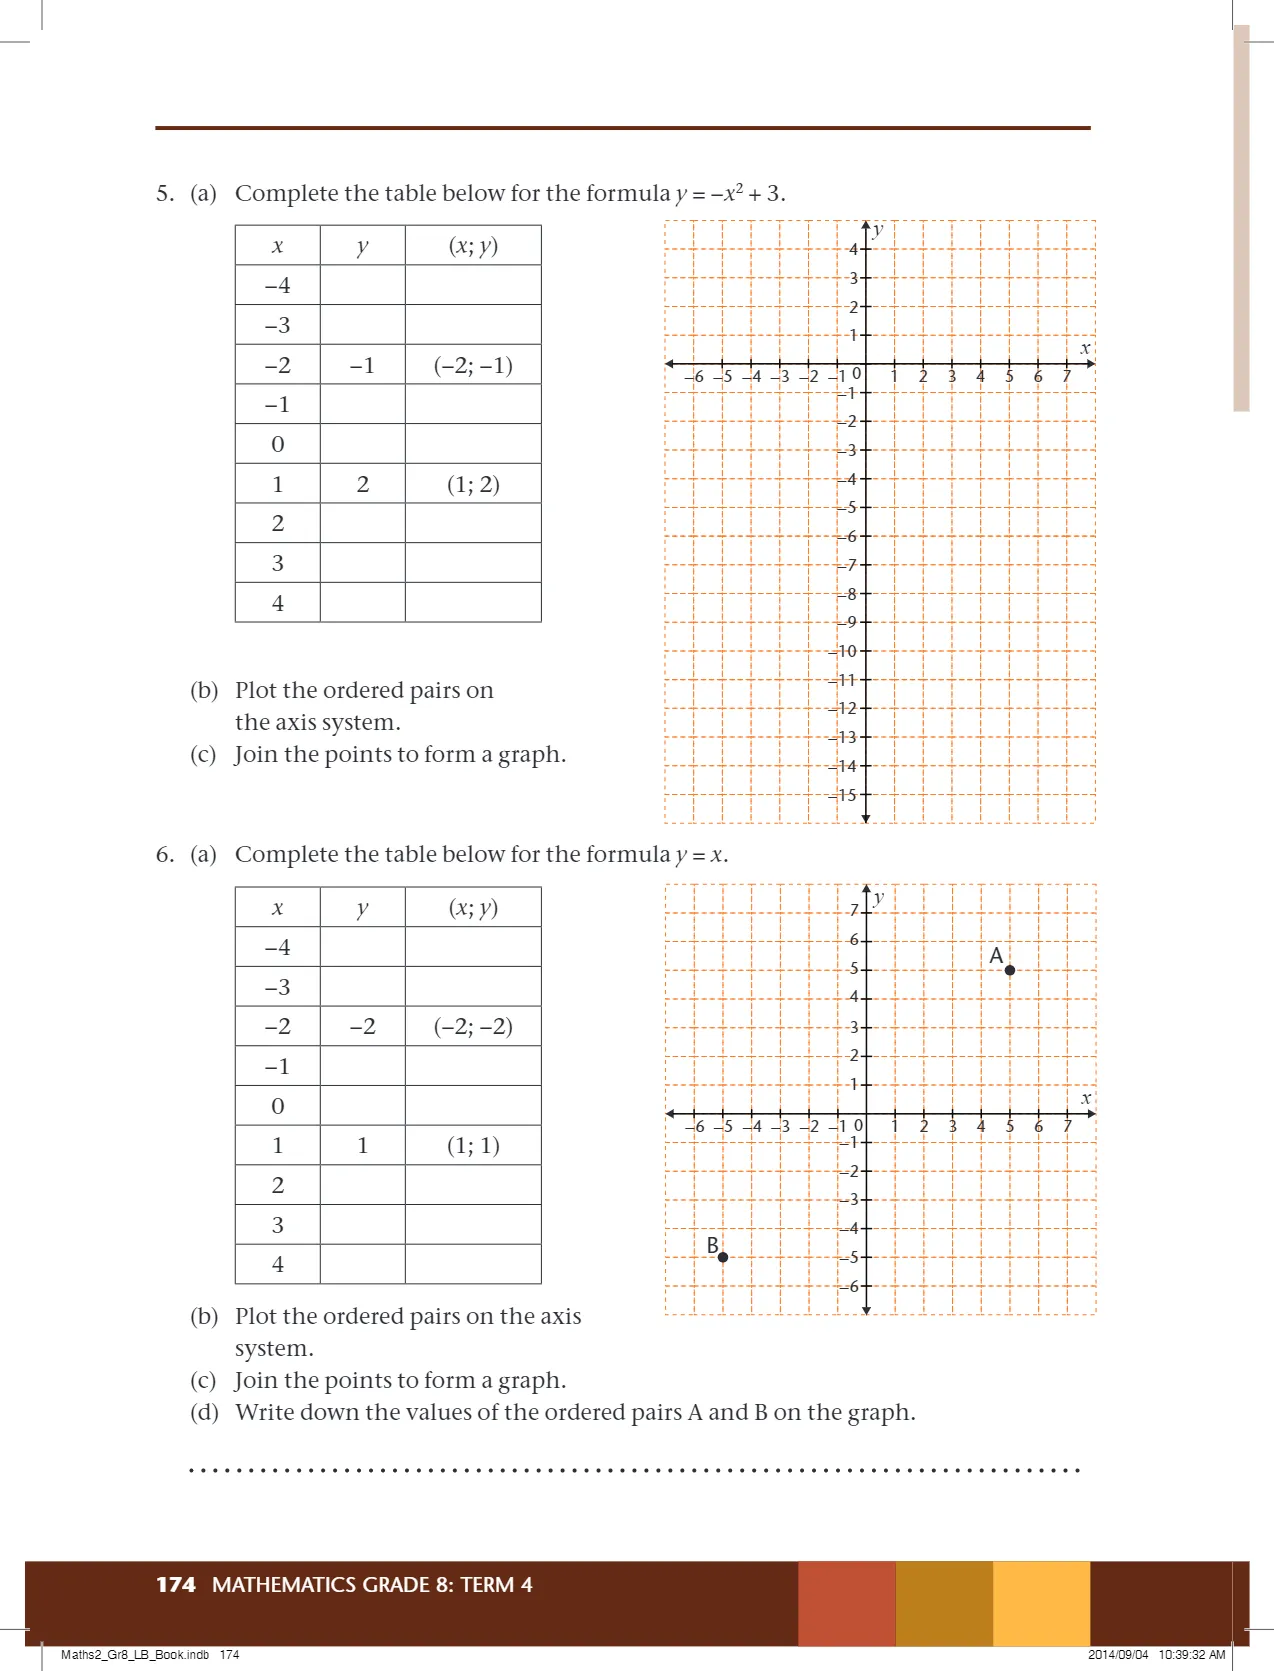 5. (a) Complete the table below for the formula y = –x² + 3.
x y (x; y)
–4
–3
–2 –1 (–2; –1)
–1
0
1 2 (1; 2)
2
3
4
y
4
3
2
1
x
–6 –5 –4 –3 –2 –1 0 1 2 3 4 5 6 7
–1
–2
–3
–4
–5
–6
–7
–8
–9
–10
–11
–12
–13
–14
–15
(b) Plot the ordered pairs on
the axis system.
(c) Join the points to form a graph.
6. (a) Complete the table below for the formula y = x.
x y (x; y)
–4
–3
–2 –2 (–2; –2)
–1
0
1 1 (1; 1)
2
3
4
y
7
6
A
5
4
3
2
1
x
–6 –5 –4 –3 –2 –1 0 1 2 3 4 5 6 7
–1
–2
–3
–4
B
–5
–6
(b) Plot the ordered pairs on the axis
system.
(c) Join the points to form a graph.
(d) Write down the values of the ordered pairs A and B on the graph.
174 MATHEMATICS GRADE 8: TERM 4
Maths2_Gr8_LB_Book.indb 174
2014/09/04 10:39:32 AM